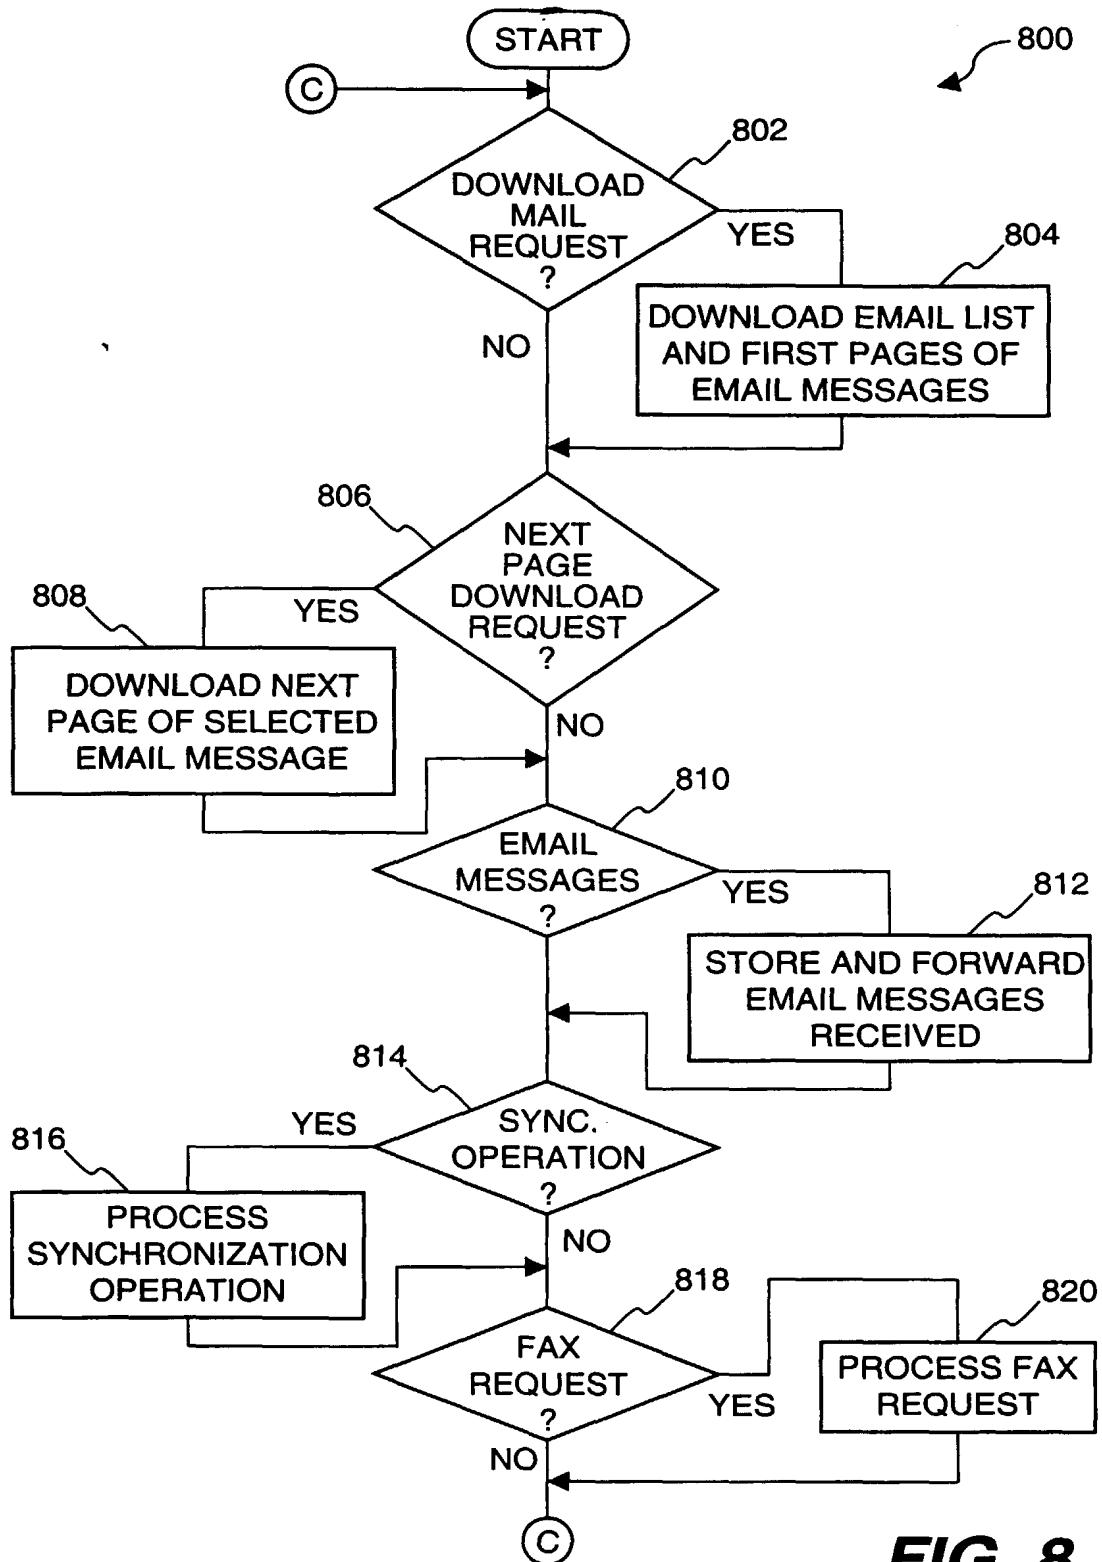 START
800
C
802
DOWNLOAD
MAIL
REQUEST
?
YES
804
NO
DOWNLOAD EMAIL LIST
AND FIRST PAGES OF
EMAIL MESSAGES
806
NEXT
PAGE
DOWNLOAD
REQUEST
?
808
YES
DOWNLOAD NEXT
PAGE OF SELECTED
EMAIL MESSAGE
NO
810
EMAIL
MESSAGES
?
YES
812
STORE AND FORWARD
EMAIL MESSAGES
RECEIVED
814
SYNC.
OPERATION
?
YES
816
PROCESS
SYNCHRONIZATION
OPERATION
NO
818
820
FAX
REQUEST
?
YES
PROCESS FAX
REQUEST
NO
C
FIG. 8